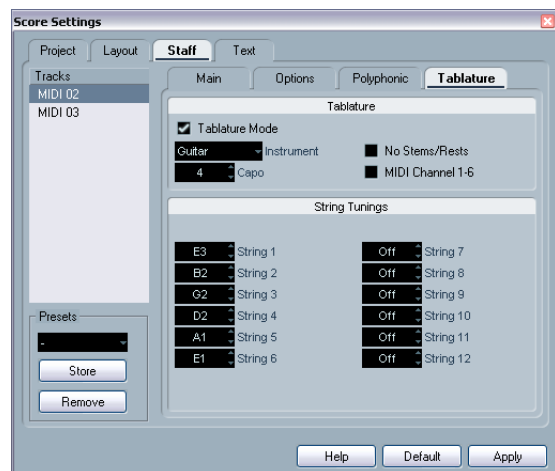 Score Settings
Project Layout Staff Text
Tracks
MIDI 02
MIDI 03
Main Options Polyphonic Tablature
Tablature
Tablature Mode
Guitar Instrument No Stems/Rests
4 Capo MIDI Channel 1-6
String Tunings
E3 String 1 Off String 7
B2 String 2 Off String 8
G2 String 3 Off String 9
D2 String 4 Off String 10
A1 String 5 Off String 11
E1 String 6 Off String 12
Presets
-
Store
Remove
Help Default Apply